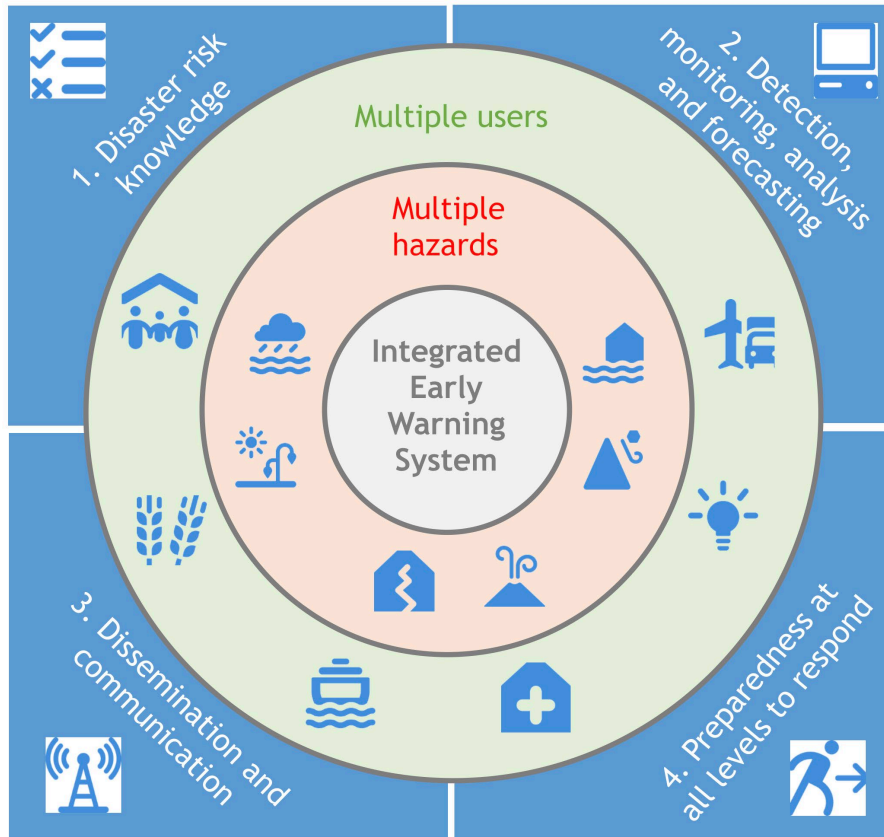 1. Disaster risk
knowledge
2. Detection,
monitoring, analysis
and forecasting
Multiple users
Multiple
hazards
Integrated
Early
Warning
System
3. Dissemination and
communication
4. Preparedness at
all levels to respond